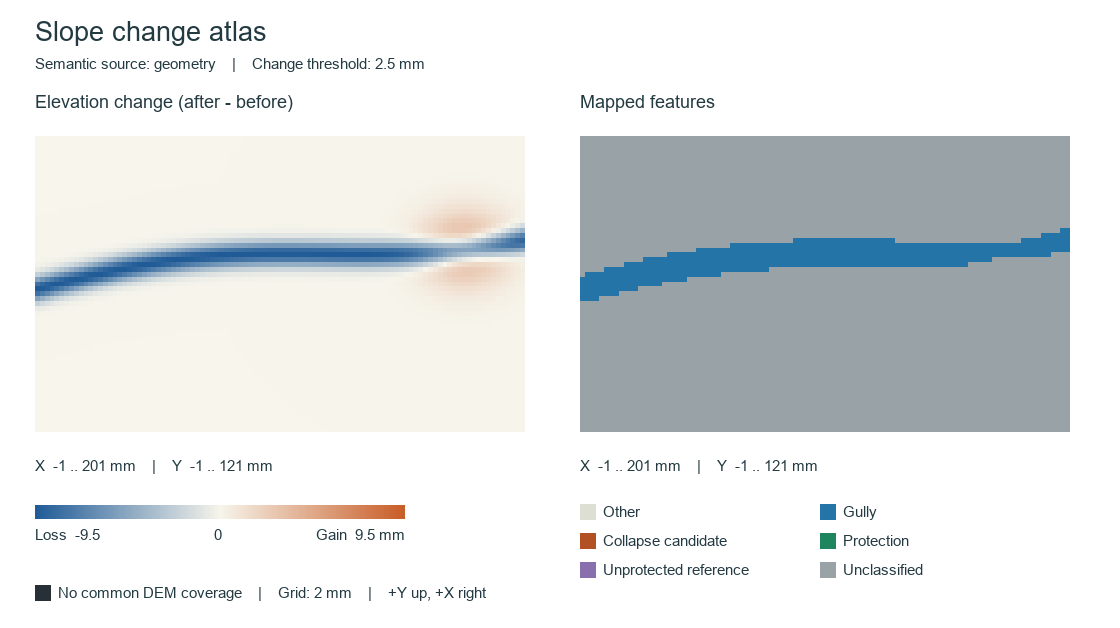 Slope change atlas
Semantic source: geometry | Change threshold: 2.5 mm
Elevation change (after - before)
Mapped features
X -1 .. 201 mm | Y -1 .. 121 mm
X -1 .. 201 mm | Y -1 .. 121 mm
Loss -9.5 0 Gain 9.5 mm
No common DEM coverage | Grid: 2 mm | +Y up, +X right
Other
Gully
Collapse candidate
Protection
Unprotected reference
Unclassified